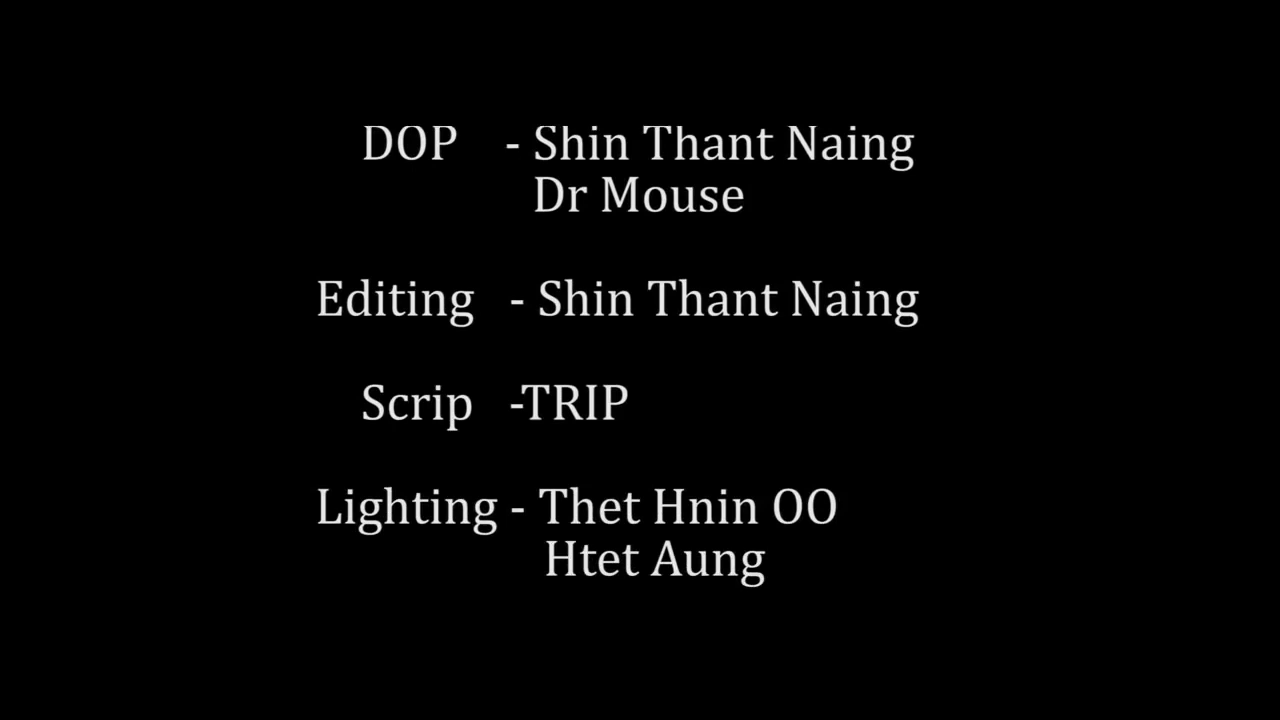 DOP - Shin Thant Naing
Dr Mouse
Editing - Shin Thant Naing
Scrip -TRIP
Lighting - Thet Hnin OO
Htet Aung